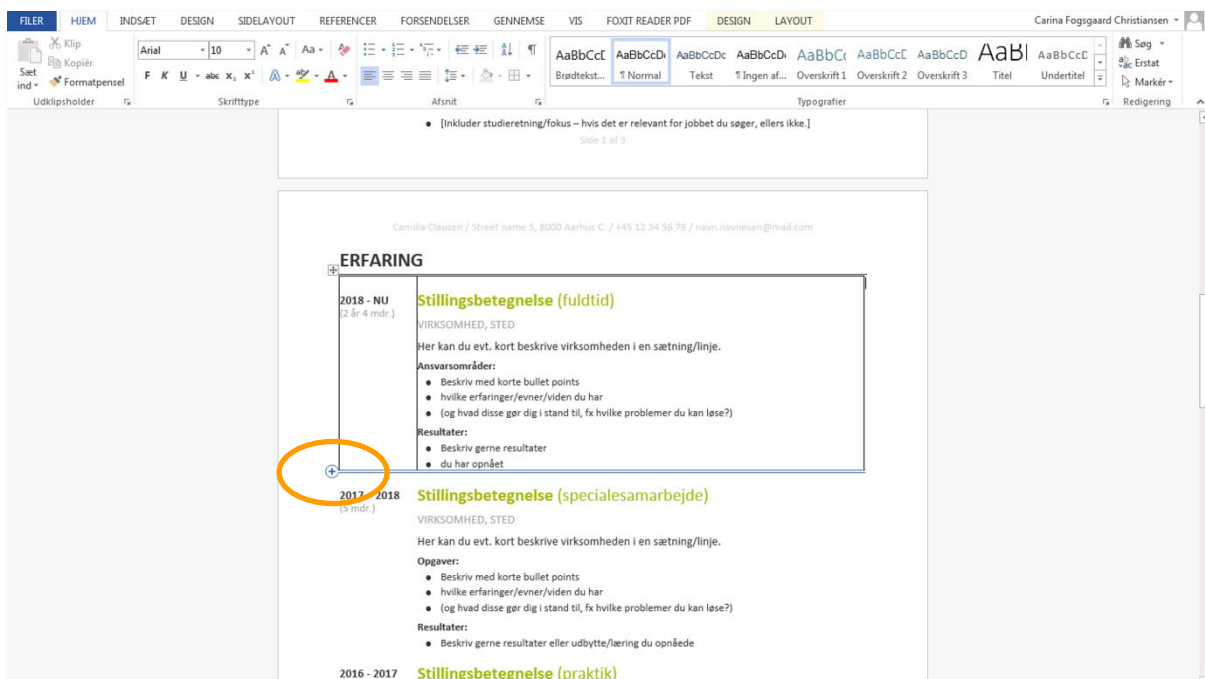 FILER HJEM INDSÆT DESIGN SIDELAYOUT REFERENCER FORSENDELSER GENNEMSE VIS FOXIT READER PDF DESIGN LAYOUT Carina Fogsgaard Christiansen
Klip
Kopiér
Sæt ind
Formatpensel
Udklipsholder
Arial 10 A A Aa
F K U abc X₂ X² A aby A
Skrifttype
Afsnit
AaBbCcC AaBbCcD AaBbCcDc AaBbCcD AaBbC AaBbCcC AaBbCcD AaB AaBbCcD
Brødtekst... ¶ Normal Tekst ¶ Ingen af... Overskrift 1 Overskrift 2 Overskrift 3 Titel Undertitel
Typografier
Søg
Erstat
Markér
Redigering
● [Inkluder studieretning/fokus – hvis det er relevant for jobbet du søger, ellers ikke.]
Side 1 af 3
Camilla Clausen / Street name 5, 8000 Aarhus C. / +45 12 34 56 78 / navn.navnesen@mail.com
ERFARING
2018 - NU Stillingsbetegnelse (fuldtid)
(2 år 4 mdr.)
VIRKSOMHED, STED
Her kan du evt. kort beskrive virksomheden i en sætning/linje.
Ansvarsområder:
● Beskriv med korte bullet points
● hvilke erfaringer/evner/viden du har
● (og hvad disse gør dig i stand til, fx hvilke problemer du kan løse?)
Resultater:
● Beskriv gerne resultater
● du har opnået
2017 - 2018 Stillingsbetegnelse (specialesamarbejde)
(5 mdr.)
VIRKSOMHED, STED
Her kan du evt. kort beskrive virksomheden i en sætning/linje.
Opgaver:
● Beskriv med korte bullet points
● hvilke erfaringer/evner/viden du har
● (og hvad disse gør dig i stand til, fx hvilke problemer du kan løse?)
Resultater:
● Beskriv gerne resultater eller udbytte/læring du opnåede
2016 - 2017 Stillingsbetegnelse (praktik)